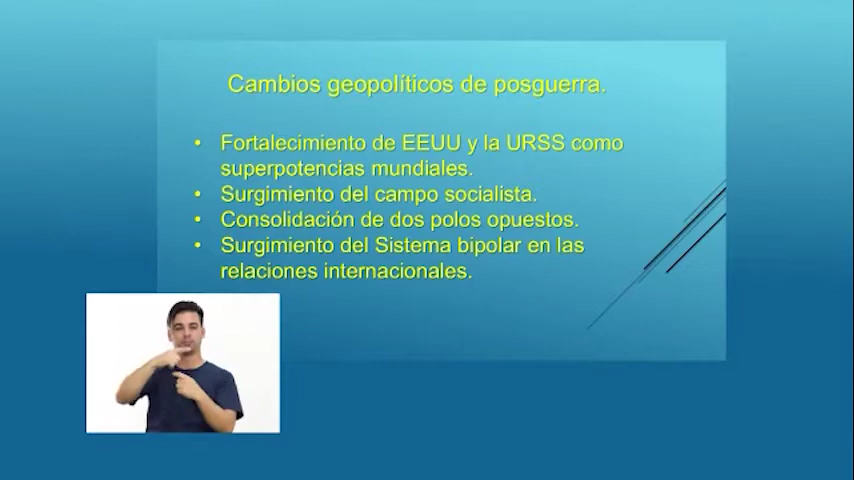 Cambios geopolíticos de posguerra.
• Fortalecimiento de EEUU y la URSS como
superpotencias mundiales.
• Surgimiento del campo socialista.
• Consolidación de dos polos opuestos.
• Surgimiento del Sistema bipolar en las
relaciones internacionales.